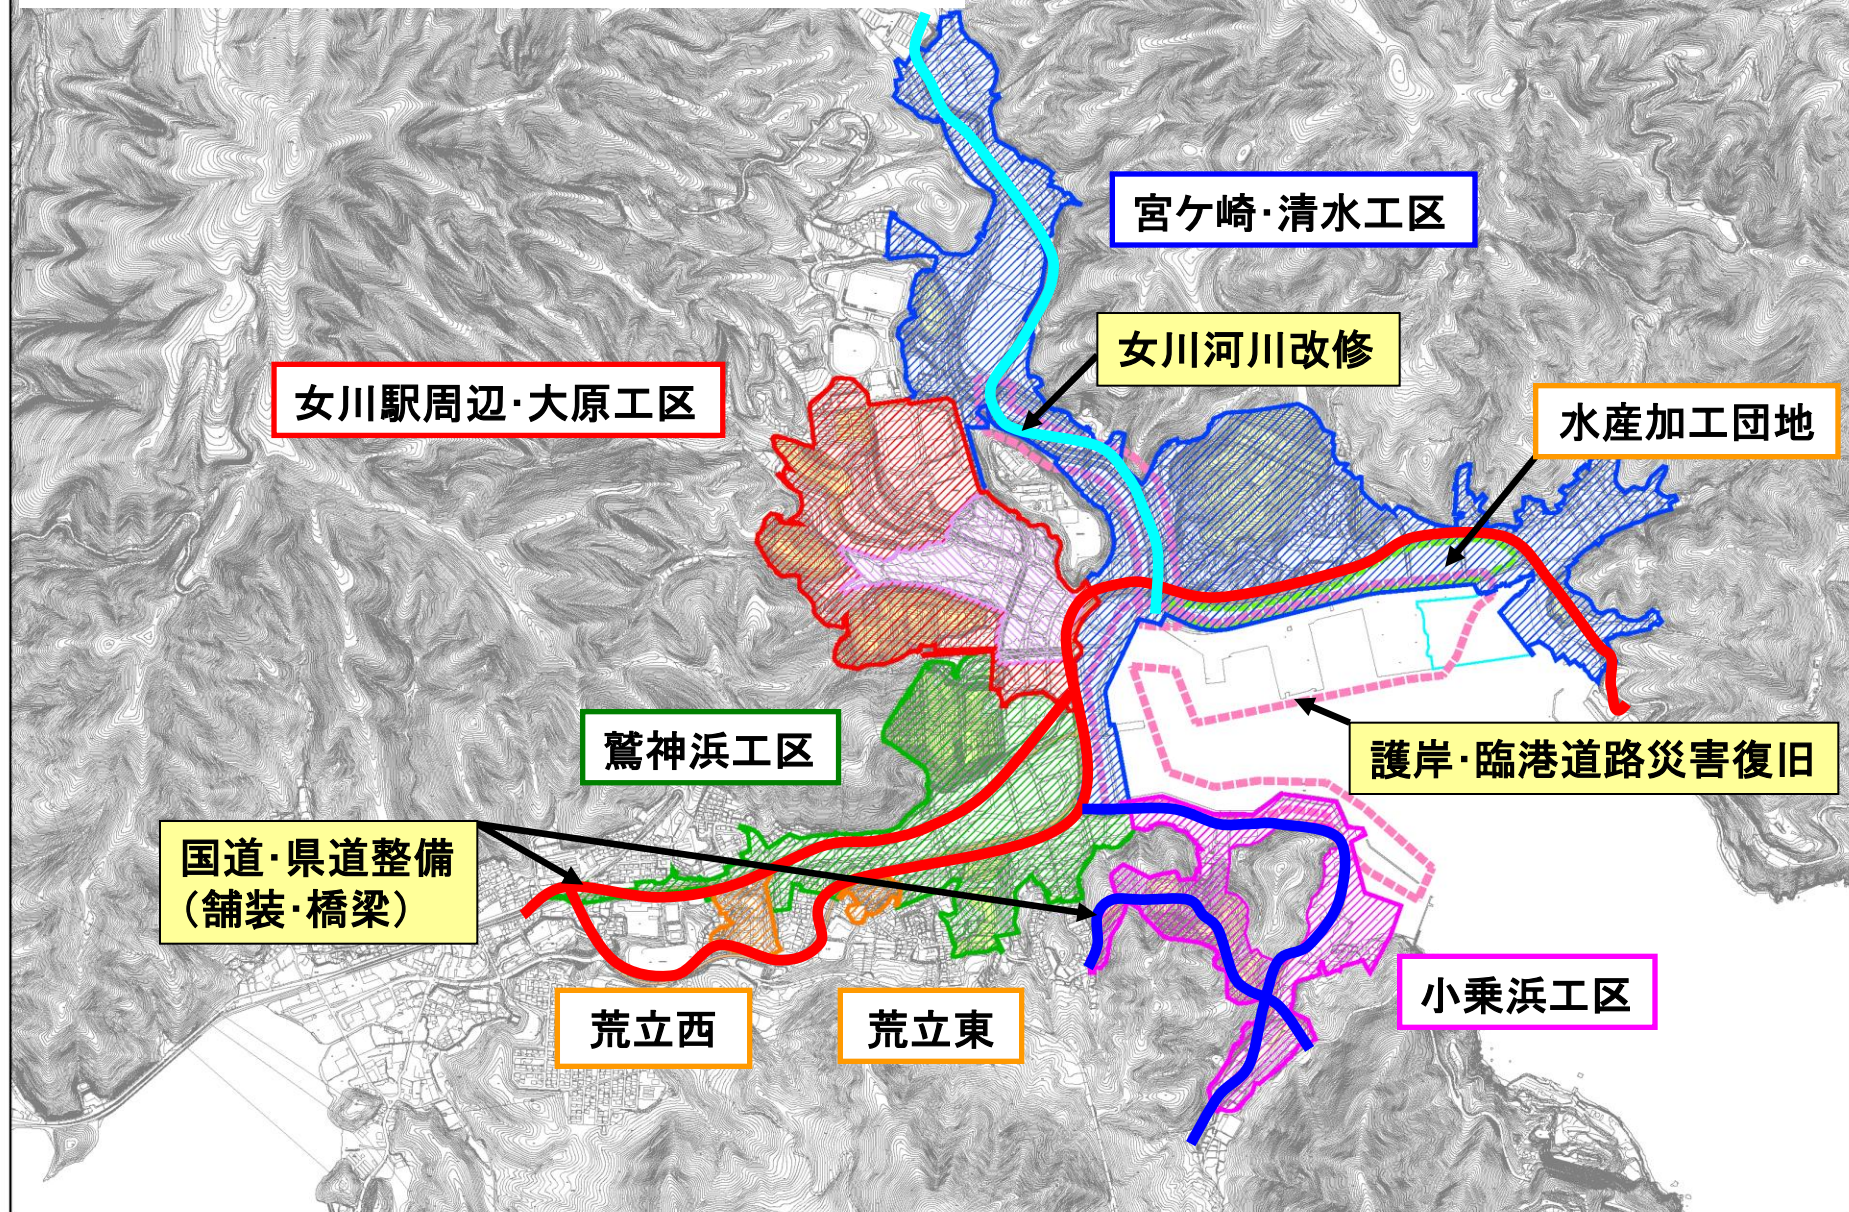 宮ケ崎・清水工区
女川河川改修
女川駅周辺・大原工区
水産加工団地
鷲神浜工区
護岸・臨港道路災害復旧
国道・県道整備
（舗装・橋梁）
小乗浜工区
荒立西
荒立東